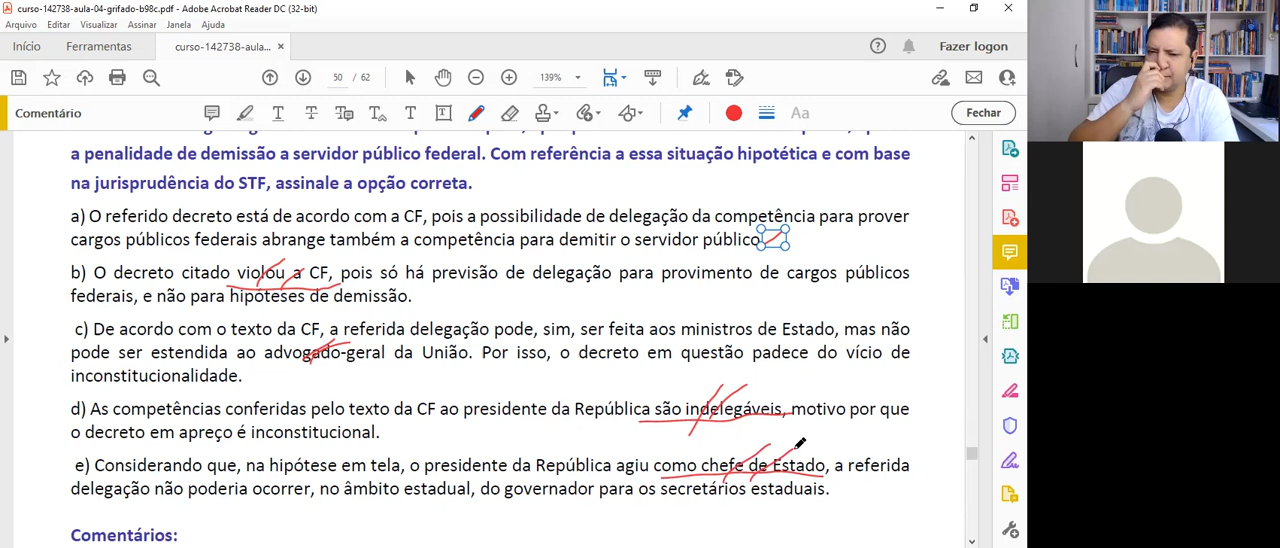 curso-142738-aula-04-grifado-b98c.pdf - Adobe Acrobat Reader DC (32-bit)
Arquivo Editar Visualizar Assinar Janela Ajuda
Início Ferramentas curso-142738-aula... × Fazer logon
50 / 62 139%
Comentário Aa Fechar
a penalidade de demissão a servidor público federal. Com referência a essa situação hipotética e com base
na jurisprudência do STF, assinale a opção correta.
a) O referido decreto está de acordo com a CF, pois a possibilidade de delegação da competência para prover
cargos públicos federais abrange também a competência para demitir o servidor público
b) O decreto citado violou a CF, pois só há previsão de delegação para provimento de cargos públicos
federais, e não para hipóteses de demissão.
c) De acordo com o texto da CF, a referida delegação pode, sim, ser feita aos ministros de Estado, mas não
pode ser estendida ao advogado-geral da União. Por isso, o decreto em questão padece do vício de
inconstitucionalidade.
d) As competências conferidas pelo texto da CF ao presidente da República são indelegáveis, motivo por que
o decreto em apreço é inconstitucional.
e) Considerando que, na hipótese em tela, o presidente da República agiu como chefe de Estado, a referida
delegação não poderia ocorrer, no âmbito estadual, do governador para os secretários estaduais.
Comentários: